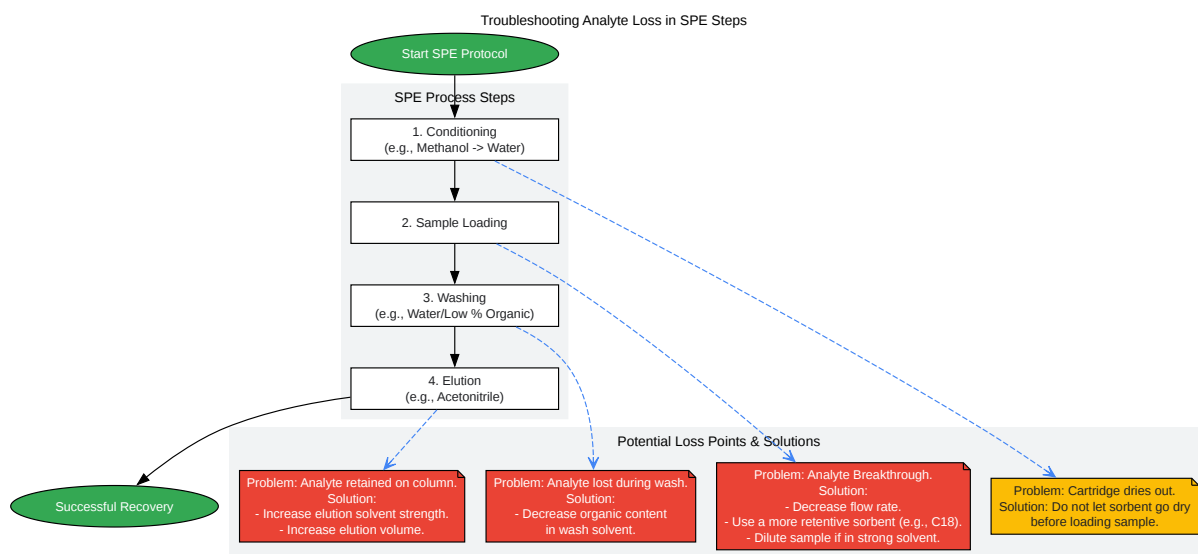 Troubleshooting Analyte Loss in SPE Steps
Start SPE Protocol
SPE Process Steps
1. Conditioning
(e.g., Methanol -> Water)
2. Sample Loading
3. Washing
(e.g., Water/Low % Organic)
4. Elution
(e.g., Acetonitrile)
Successful Recovery
Potential Loss Points & Solutions
Problem: Analyte retained on column.
Solution:
- Increase elution solvent strength.
- Increase elution volume.
Problem: Analyte lost during wash.
Solution:
- Decrease organic content
in wash solvent.
Problem: Analyte Breakthrough.
Solution:
- Decrease flow rate.
- Use a more retentive sorbent (e.g., C18).
- Dilute sample if in strong solvent.
Problem: Cartridge dries out.
Solution: Do not let sorbent go dry
before loading sample.